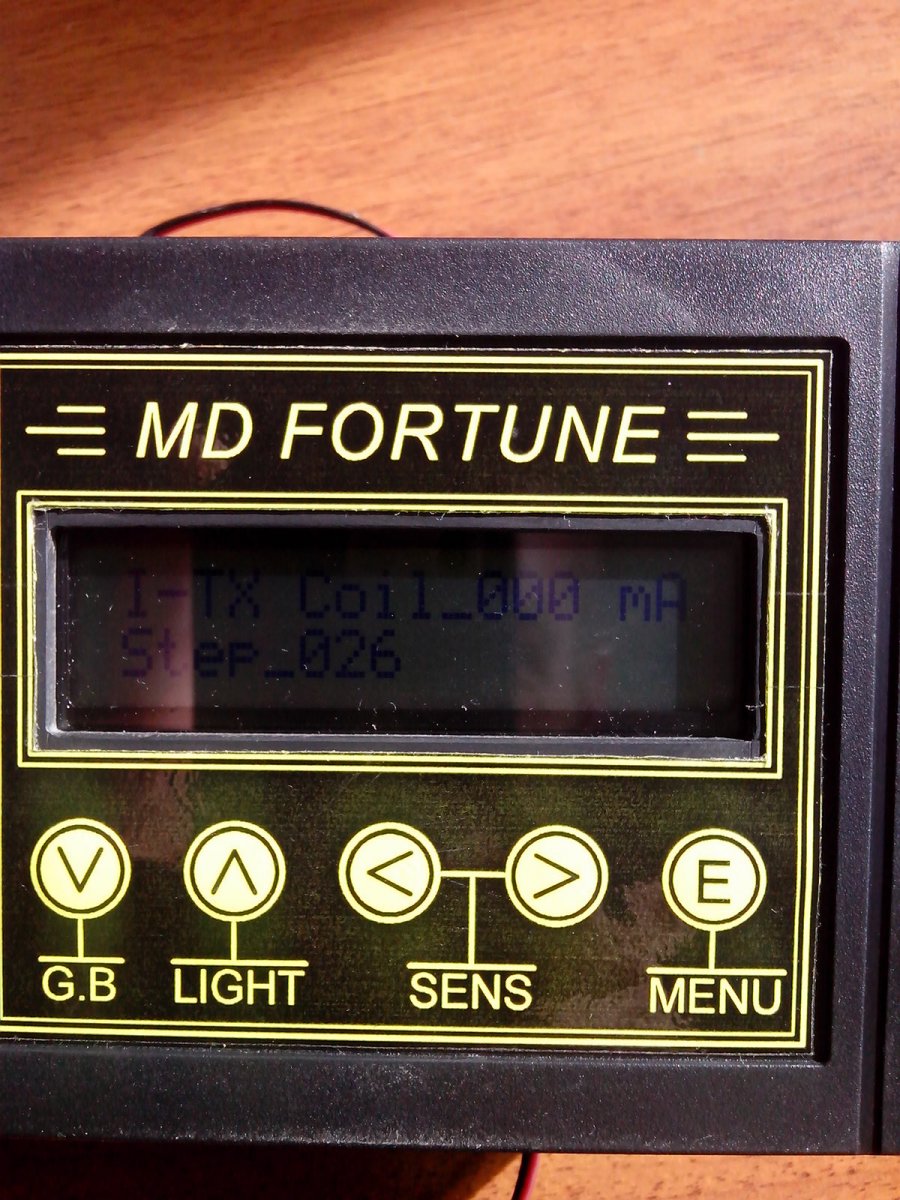 MD FORTUNE
I-TX Coil_000 mA
Step_026
V Λ < > E
G.B LIGHT SENS MENU